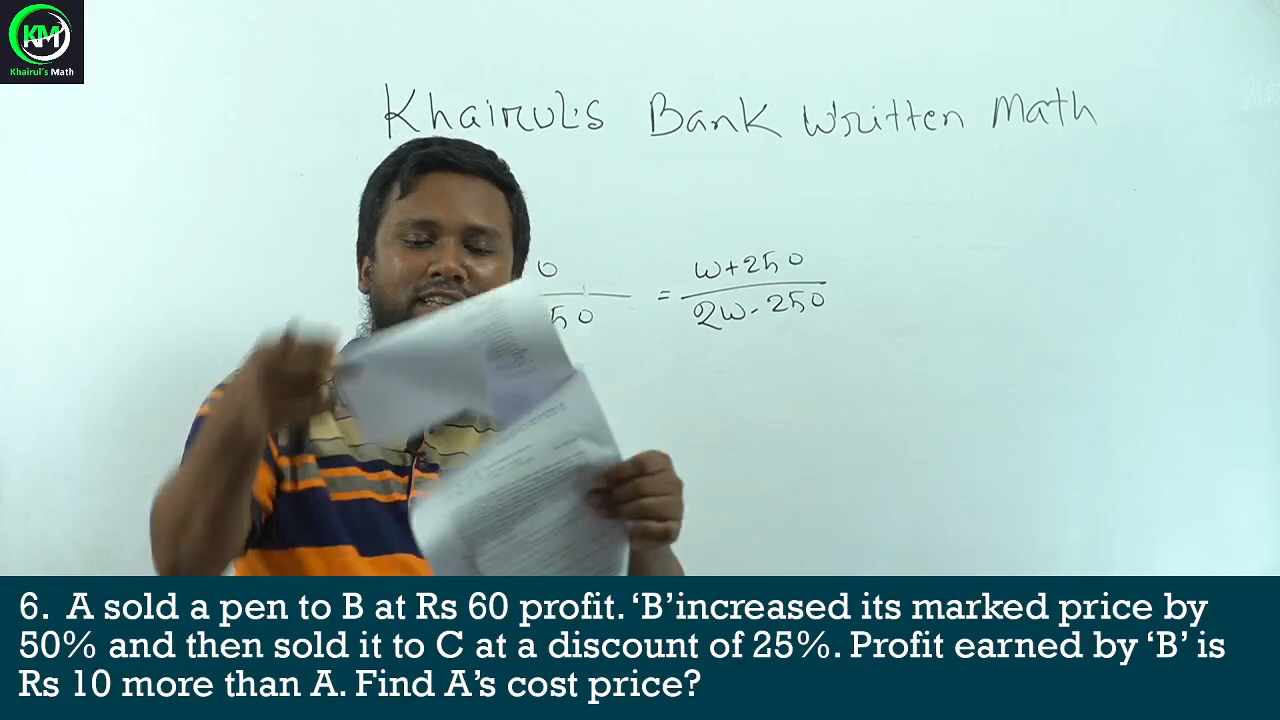 KM
Khairul's Math
Khairul's Bank Written Math
0 = w+250
50 2w-250
6. A sold a pen to B at Rs 60 profit. ‘B’increased its marked price by
50% and then sold it to C at a discount of 25%. Profit earned by ‘B’ is
Rs 10 more than A. Find A’s cost price?